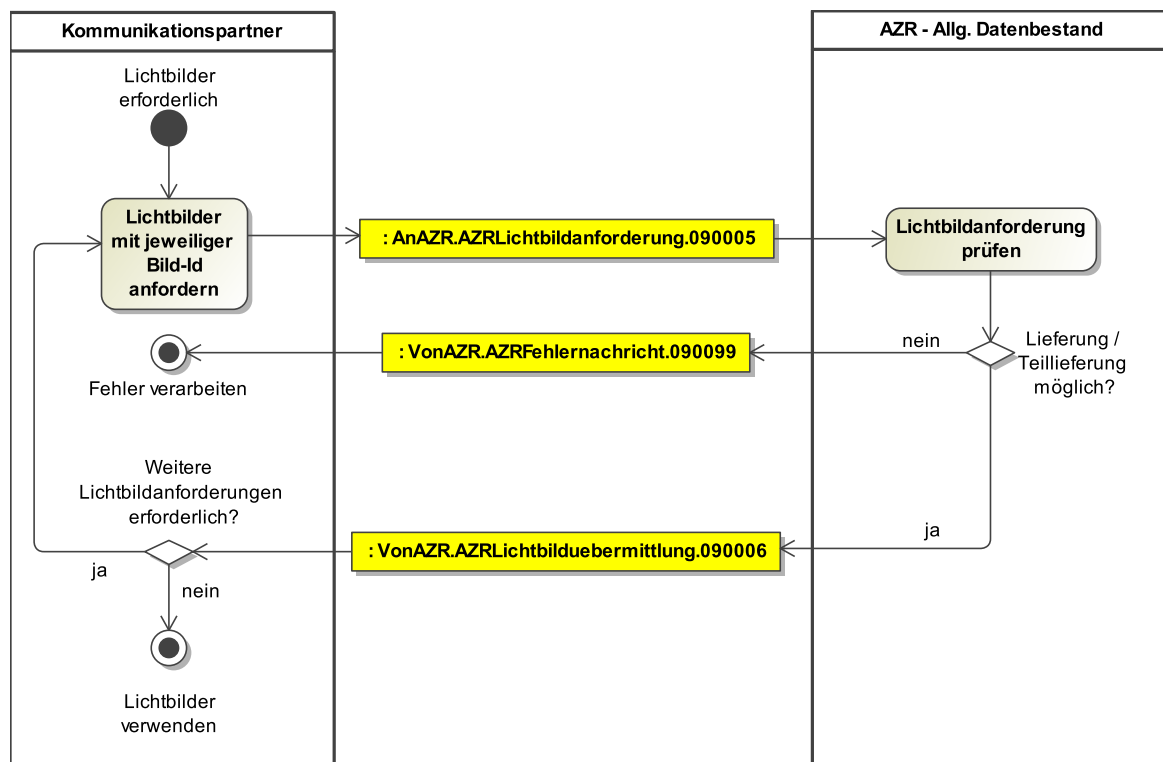 Kommunikationspartner
AZR - Allg. Datenbestand
Lichtbilder
erforderlich
Lichtbilder
mit jeweiliger
Bild-Id
anfordern
: AnAZR.AZRLichtbildanforderung.090005
Lichtbildanforderung
prüfen
: VonAZR.AZRFehlernachricht.090099
nein
Lieferung /
Teillieferung
möglich?
Fehler verarbeiten
Weitere
Lichtbildanforderungen
erforderlich?
: VonAZR.AZRLichtbilduebermittlung.090006
ja
ja
nein
Lichtbilder
verwenden